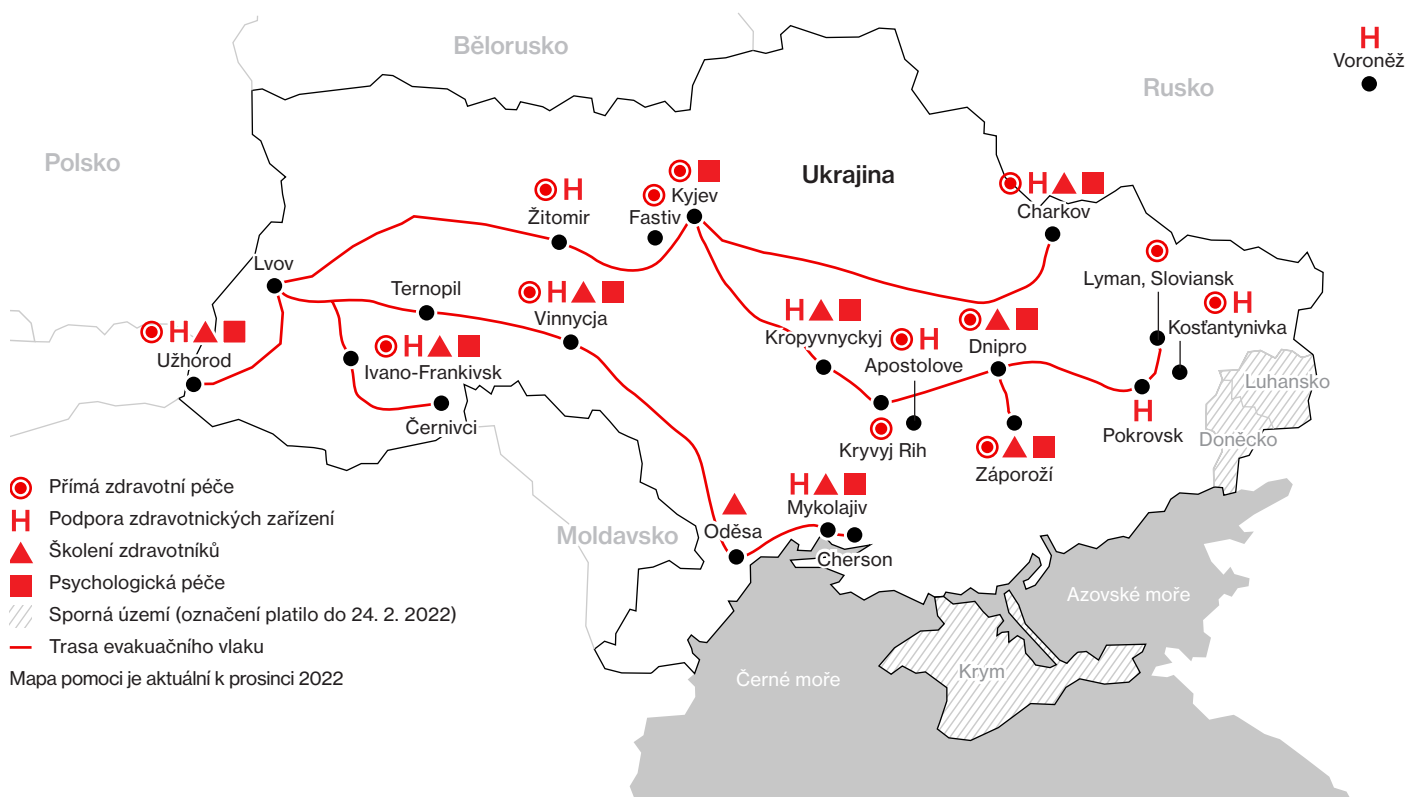 Bělorusko
H
Voroněž
Rusko
Polsko
Ukrajina
Kyjev
H
Žitomir
Fastiv
H
Charkov
Lvov
Ternopil
H
Vinnycja
Lyman, Sloviansk
H
Kosťantynivka
H
Užhorod
H
Ivano-Frankivsk
H
Kropyvnyckyj
H
Apostolove
Dnipro
Luhansko
Doněcko
Černivci
H
Pokrovsk
Kryvyj Rih
Záporoží
H
Mykolajiv
Oděsa
Cherson
Moldavsko
Azovské moře
Krym
Černé moře
Přímá zdravotní péče
H Podpora zdravotnických zařízení
Školení zdravotníků
Psychologická péče
Sporná území (označení platilo do 24. 2. 2022)
Trasa evakuačního vlaku
Mapa pomoci je aktuální k prosinci 2022